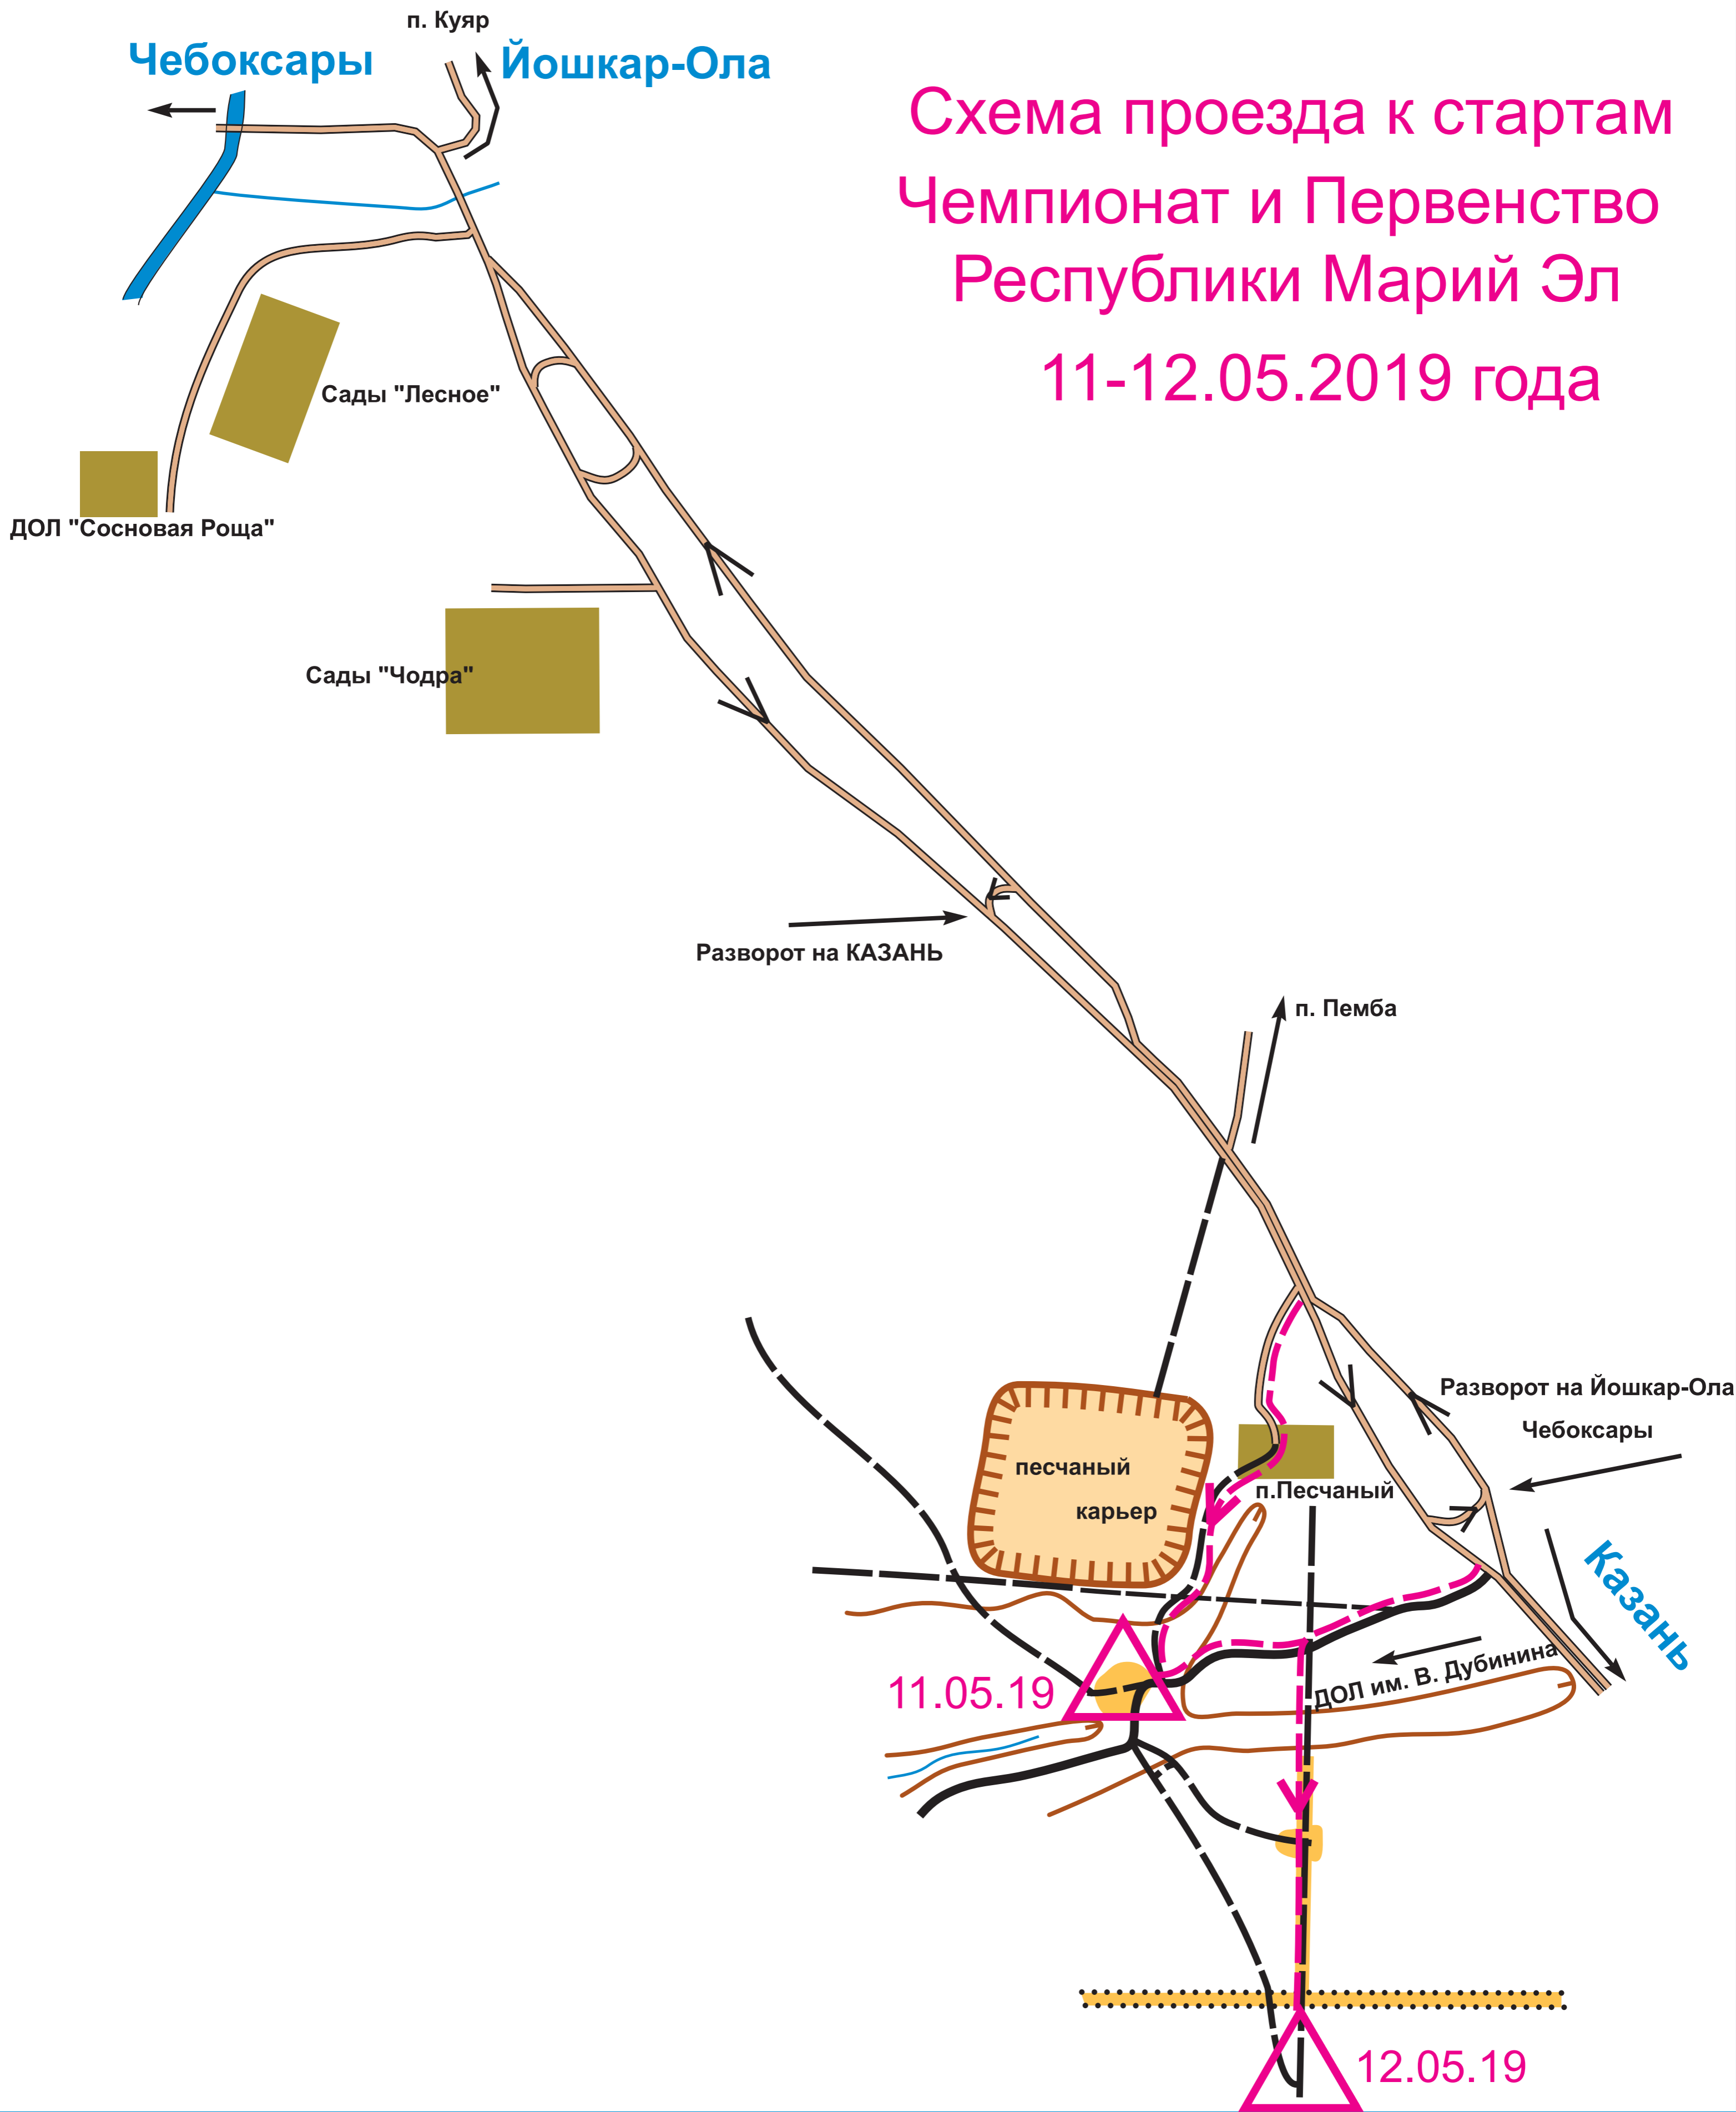 п. Куяр
Чебоксары
Йошкар-Ола
Схема проезда к стартам
Чемпионат и Первенство
Республики Марий Эл
11-12.05.2019 года
Сады "Лесное"
ДОЛ "Сосновая Роща"
Сады "Чодра"
Разворот на КАЗАНЬ
п. Пемба
Разворот на Йошкар-Ола
Чебоксары
песчаный
карьер
п.Песчаный
Казань
ДОЛ им. В. Дубинина
11.05.19
12.05.19